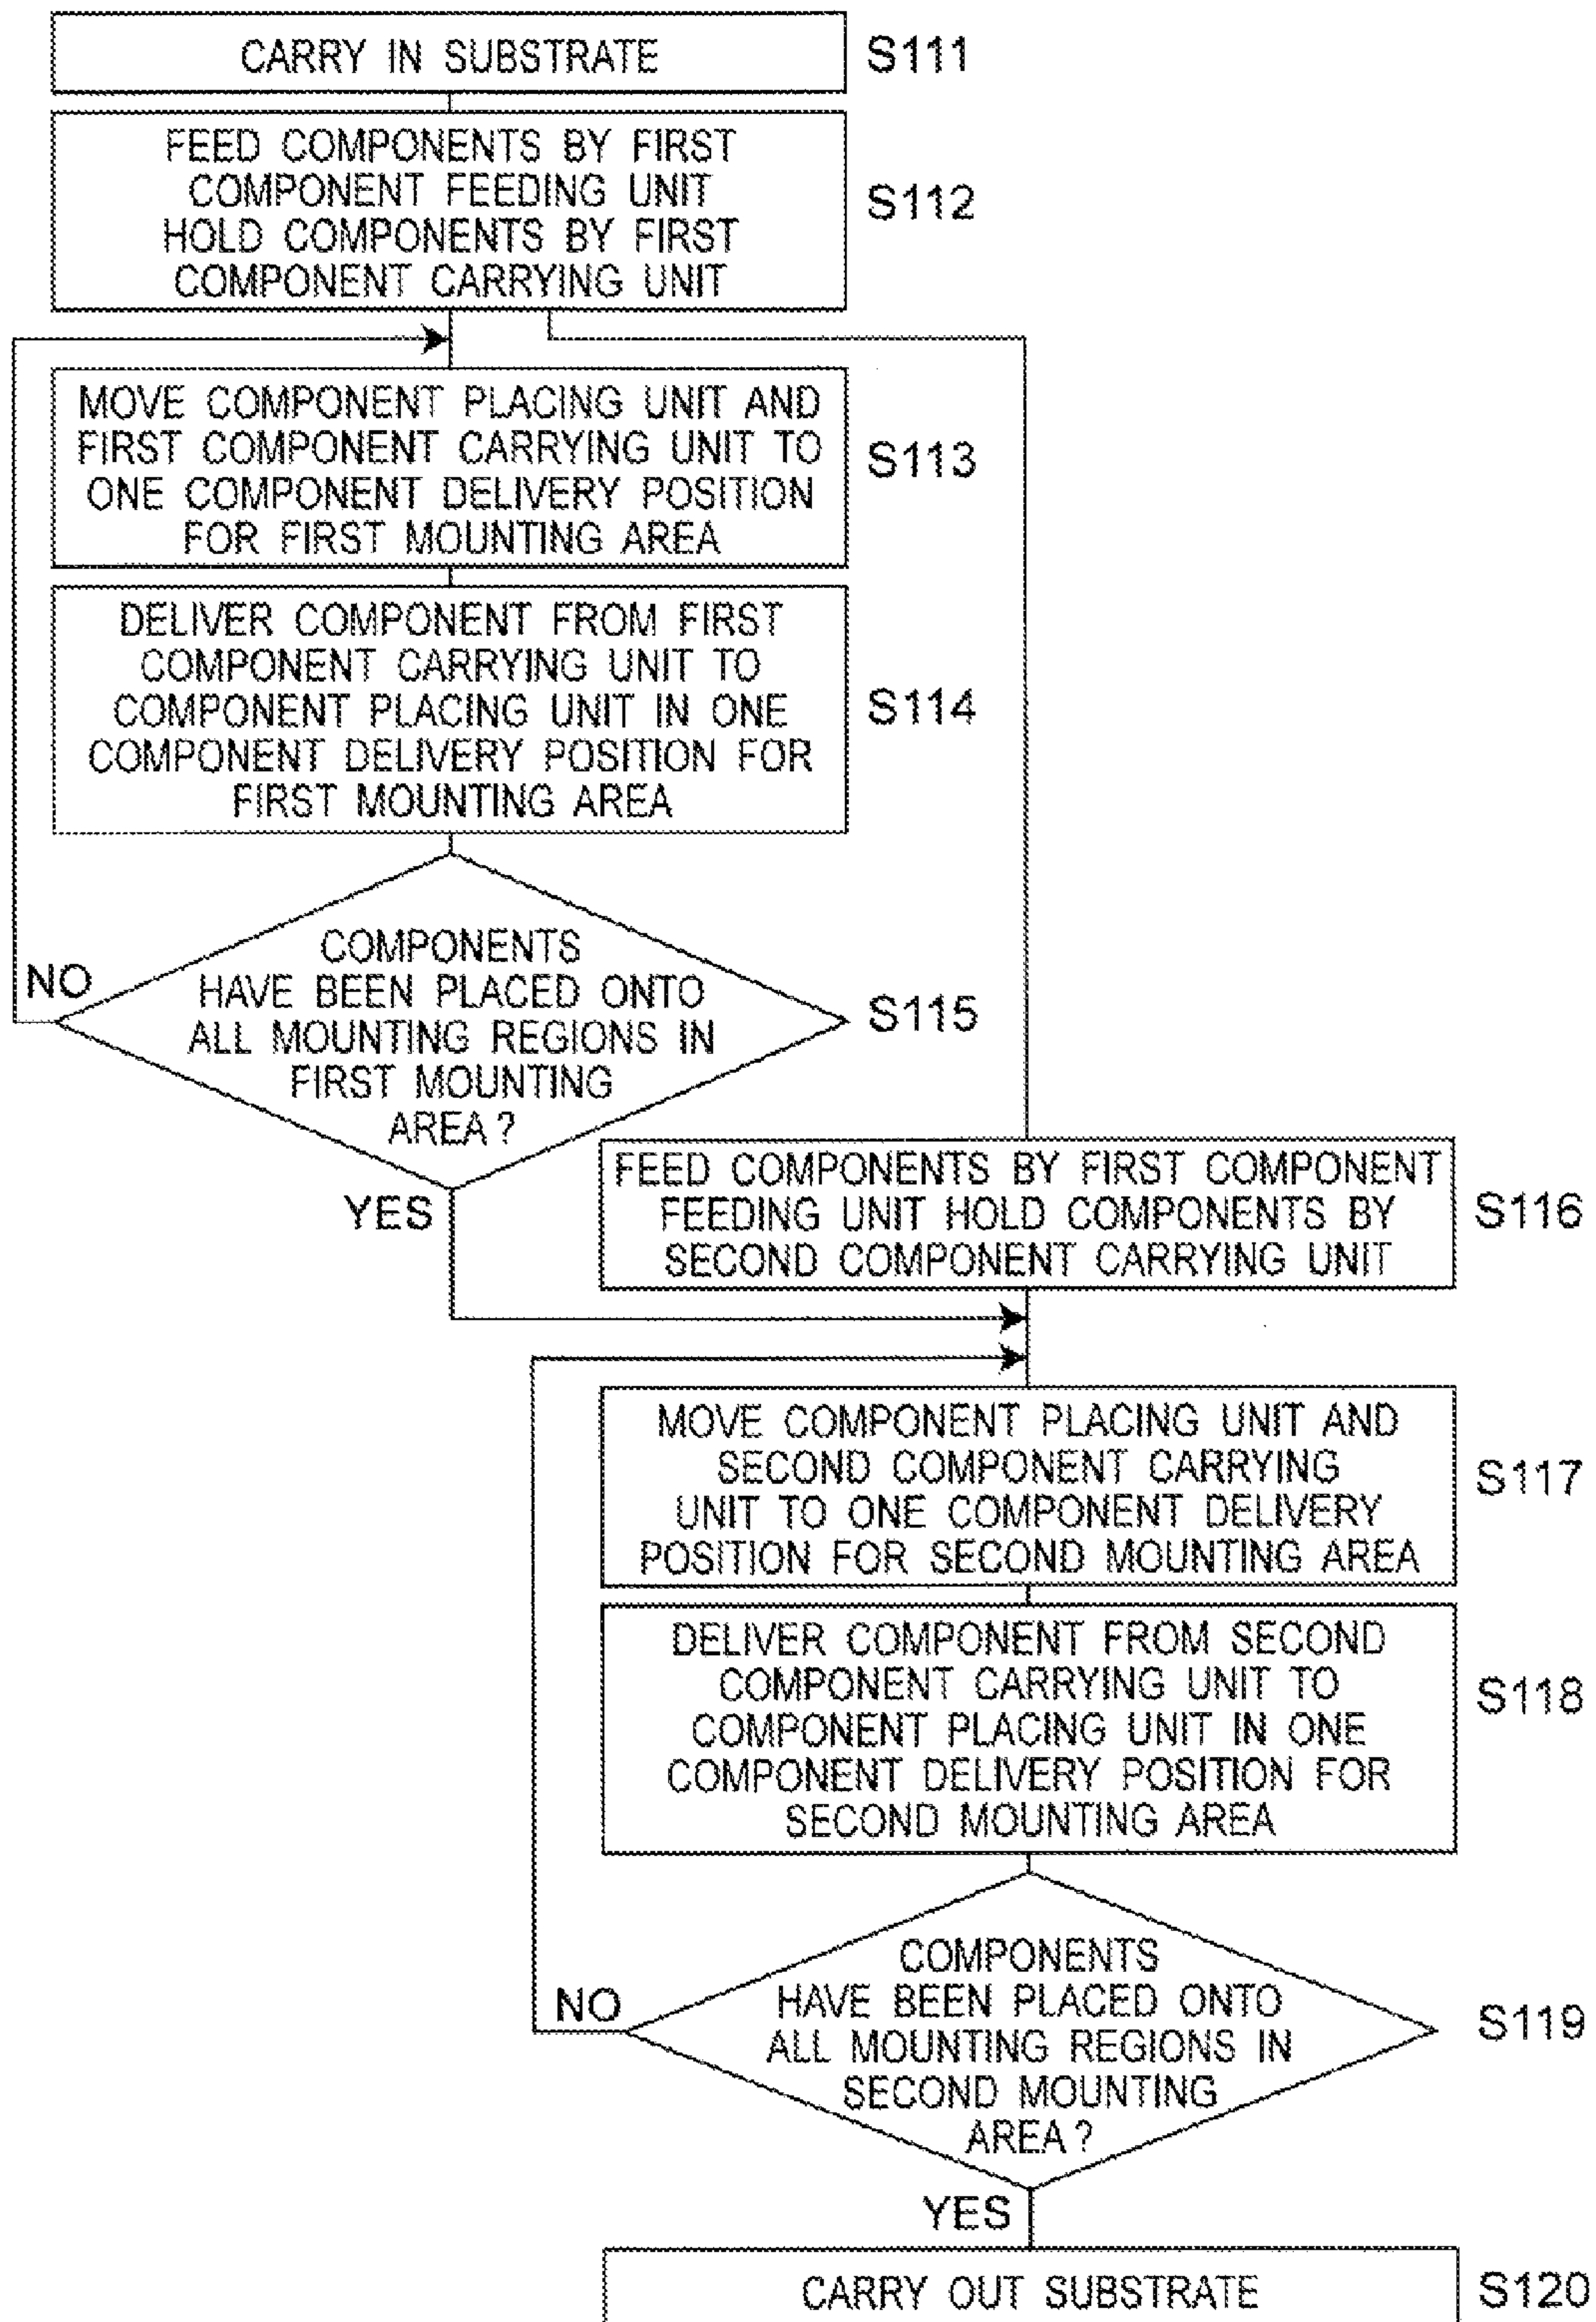 CARRY IN SUBSTRATE
S111
FEED COMPONENTS BY FIRST
COMPONENT FEEDING UNIT
HOLD COMPONENTS BY FIRST
COMPONENT CARRYING UNIT
S112
MOVE COMPONENT PLACING UNIT AND
FIRST COMPONENT CARRYING UNIT TO
ONE COMPONENT DELIVERY POSITION
FOR FIRST MOUNTING AREA
S113
DELIVER COMPONENT FROM FIRST
COMPONENT CARRYING UNIT TO
COMPONENT PLACING UNIT IN ONE
COMPONENT DELIVERY POSITION FOR
FIRST MOUNTING AREA
S114
COMPONENTS
HAVE BEEN PLACED ONTO
ALL MOUNTING REGIONS IN
FIRST MOUNTING
AREA?
S115
NO
YES
FEED COMPONENTS BY FIRST COMPONENT
FEEDING UNIT HOLD COMPONENTS BY
SECOND COMPONENT CARRYING UNIT
S116
MOVE COMPONENT PLACING UNIT AND
SECOND COMPONENT CARRYING
UNIT TO ONE COMPONENT DELIVERY
POSITION FOR SECOND MOUNTING AREA
S117
DELIVER COMPONENT FROM SECOND
COMPONENT CARRYING UNIT TO
COMPONENT PLACING UNIT IN ONE
COMPONENT DELIVERY POSITION FOR
SECOND MOUNTING AREA
S118
COMPONENTS
HAVE BEEN PLACED ONTO
ALL MOUNTING REGIONS IN
SECOND MOUNTING
AREA?
S119
NO
YES
CARRY OUT SUBSTRATE
S120